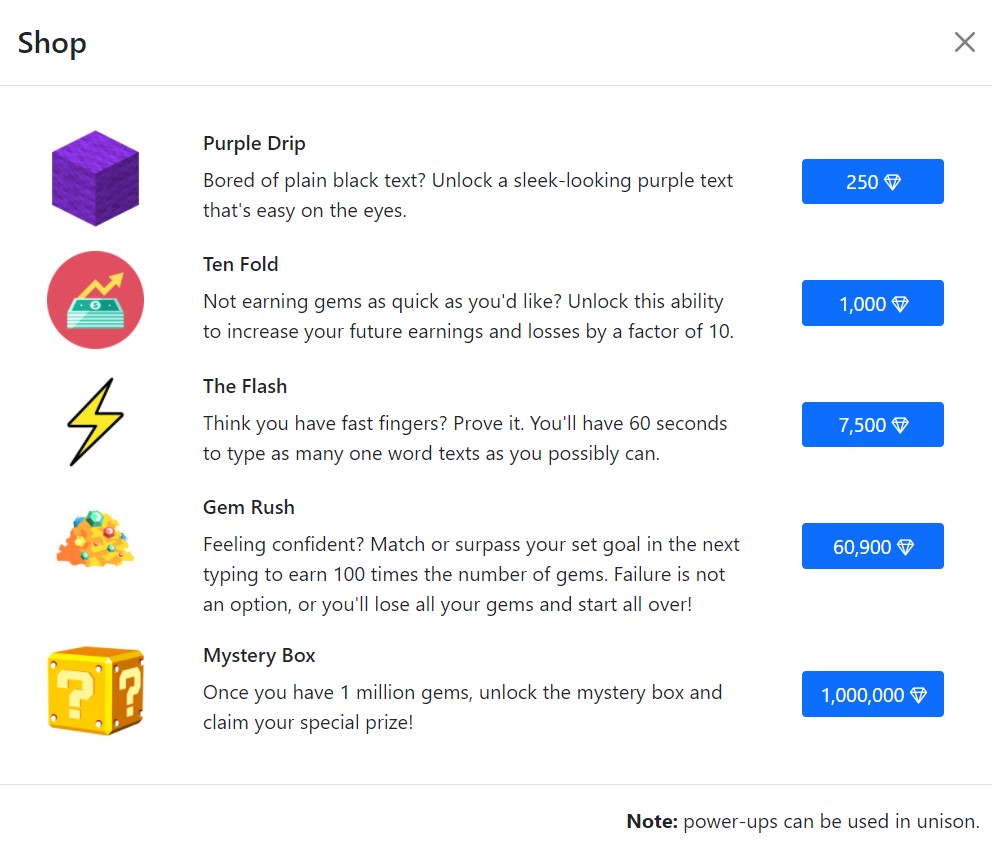 Shop
Purple Drip
Bored of plain black text? Unlock a sleek-looking purple text
that's easy on the eyes.
250
Ten Fold
Not earning gems as quick as you'd like? Unlock this ability
to increase your future earnings and losses by a factor of 10.
1,000
The Flash
Think you have fast fingers? Prove it. You'll have 60 seconds
to type as many one word texts as you possibly can.
7,500
Gem Rush
Feeling confident? Match or surpass your set goal in the next
typing to earn 100 times the number of gems. Failure is not
an option, or you'll lose all your gems and start all over!
60,900
? ?
Mystery Box
Once you have 1 million gems, unlock the mystery box and
claim your special prize!
1,000,000
Note: power-ups can be used in unison.